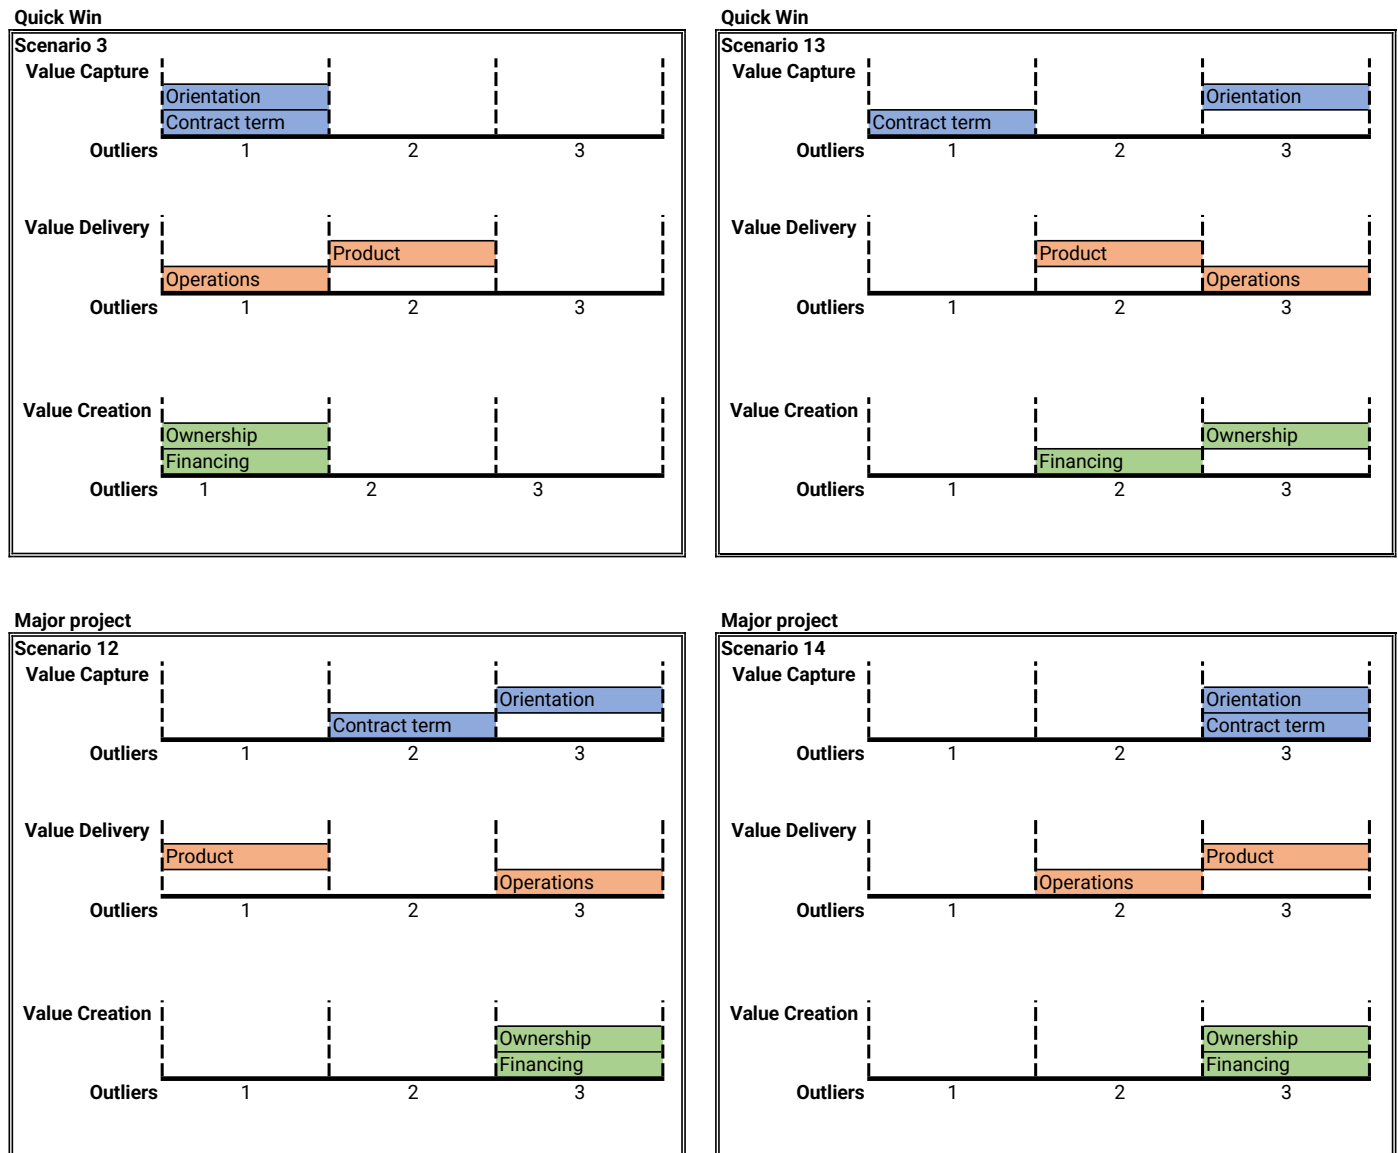 Quick Win
Scenario 3
Value Capture
Orientation
Contract term
Outliers 1 2 3
Value Delivery
Product
Operations
Outliers 1 2 3
Value Creation
Ownership
Financing
Outliers 1 2 3
Quick Win
Scenario 13
Value Capture
Orientation
Contract term
Outliers 1 2 3
Value Delivery
Product
Operations
Outliers 1 2 3
Value Creation
Ownership
Financing
Outliers 1 2 3
Major project
Scenario 12
Value Capture
Orientation
Contract term
Outliers 1 2 3
Value Delivery
Product
Operations
Outliers 1 2 3
Value Creation
Ownership
Financing
Outliers 1 2 3
Major project
Scenario 14
Value Capture
Orientation
Contract term
Outliers 1 2 3
Value Delivery
Product
Operations
Outliers 1 2 3
Value Creation
Ownership
Financing
Outliers 1 2 3